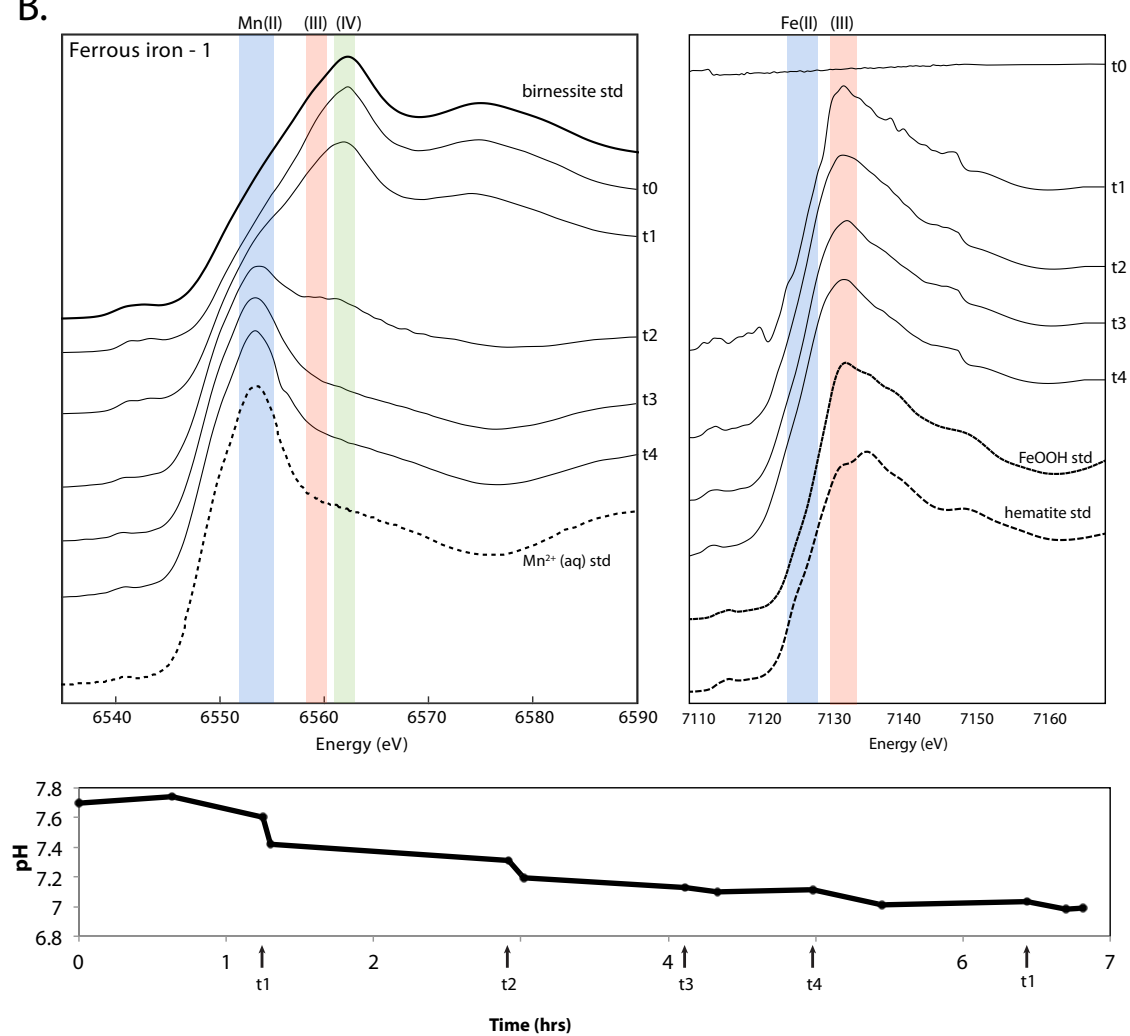 B.
Mn(II) (III) (IV)
Fe(II) (III)
Ferrous iron - 1
birnessite std
t0
t1
t2
t3
t4
Mn²⁺ (aq) std
6540 6550 6560 6570 6580 6590
Energy (eV)
t0
t1
t2
t3
t4
FeOOH std
hematite std
7110 7120 7130 7140 7150 7160
Energy (eV)
pH
7.8
7.6
7.4
7.2
7
6.8
0 1 2 4 6 7
t1 t2 t3 t4 t1
Time (hrs)